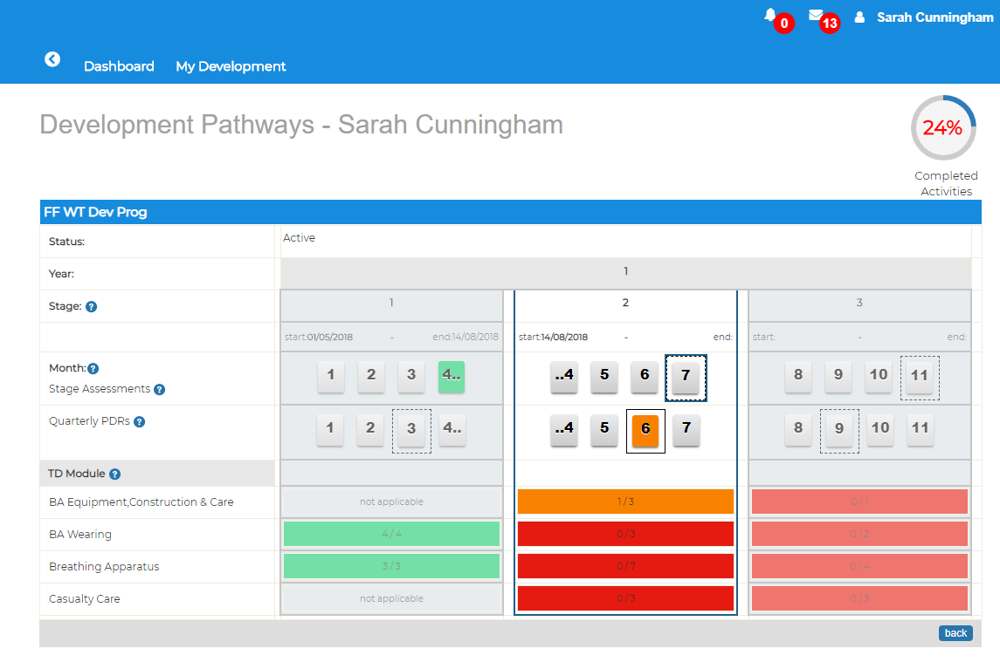 0 13 Sarah Cunningham
Dashboard My Development
Development Pathways - Sarah Cunningham
24%
Completed
Activities
FF WT Dev Prog
Status: Active
Year: 1
Stage: ? 1 2 3
start:01/05/2018 - end:14/08/2018 start:14/08/2018 - end: start: - end:
Month: ? 1 2 3 4.. ..4 5 6 7 8 9 10 11
Stage Assessments ?
Quarterly PDRs ? 1 2 3 4.. ..4 5 6 7 8 9 10 11
TD Module ?
BA Equipment,Construction & Care not applicable 1/3 0/1
BA Wearing 4/4 0/3 0/2
Breathing Apparatus 3/3 0/7 0/4
Casualty Care not applicable 0/3 0/3
back